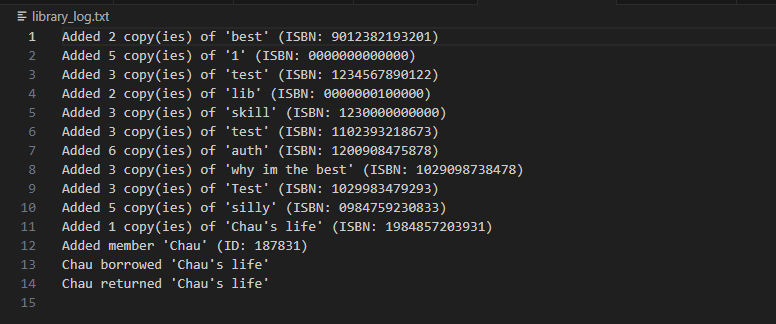 library_log.txt
1 Added 2 copy(ies) of 'best' (ISBN: 9012382193201)
2 Added 5 copy(ies) of '1' (ISBN: 0000000000000)
3 Added 3 copy(ies) of 'test' (ISBN: 1234567890122)
4 Added 2 copy(ies) of 'lib' (ISBN: 0000000100000)
5 Added 3 copy(ies) of 'skill' (ISBN: 1230000000000)
6 Added 3 copy(ies) of 'test' (ISBN: 1102393218673)
7 Added 6 copy(ies) of 'auth' (ISBN: 1200908475878)
8 Added 3 copy(ies) of 'why im the best' (ISBN: 1029098738478)
9 Added 3 copy(ies) of 'Test' (ISBN: 1029983479293)
10 Added 5 copy(ies) of 'silly' (ISBN: 0984759230833)
11 Added 1 copy(ies) of 'Chau's life' (ISBN: 1984857203931)
12 Added member 'Chau' (ID: 187831)
13 Chau borrowed 'Chau's life'
14 Chau returned 'Chau's life'
15